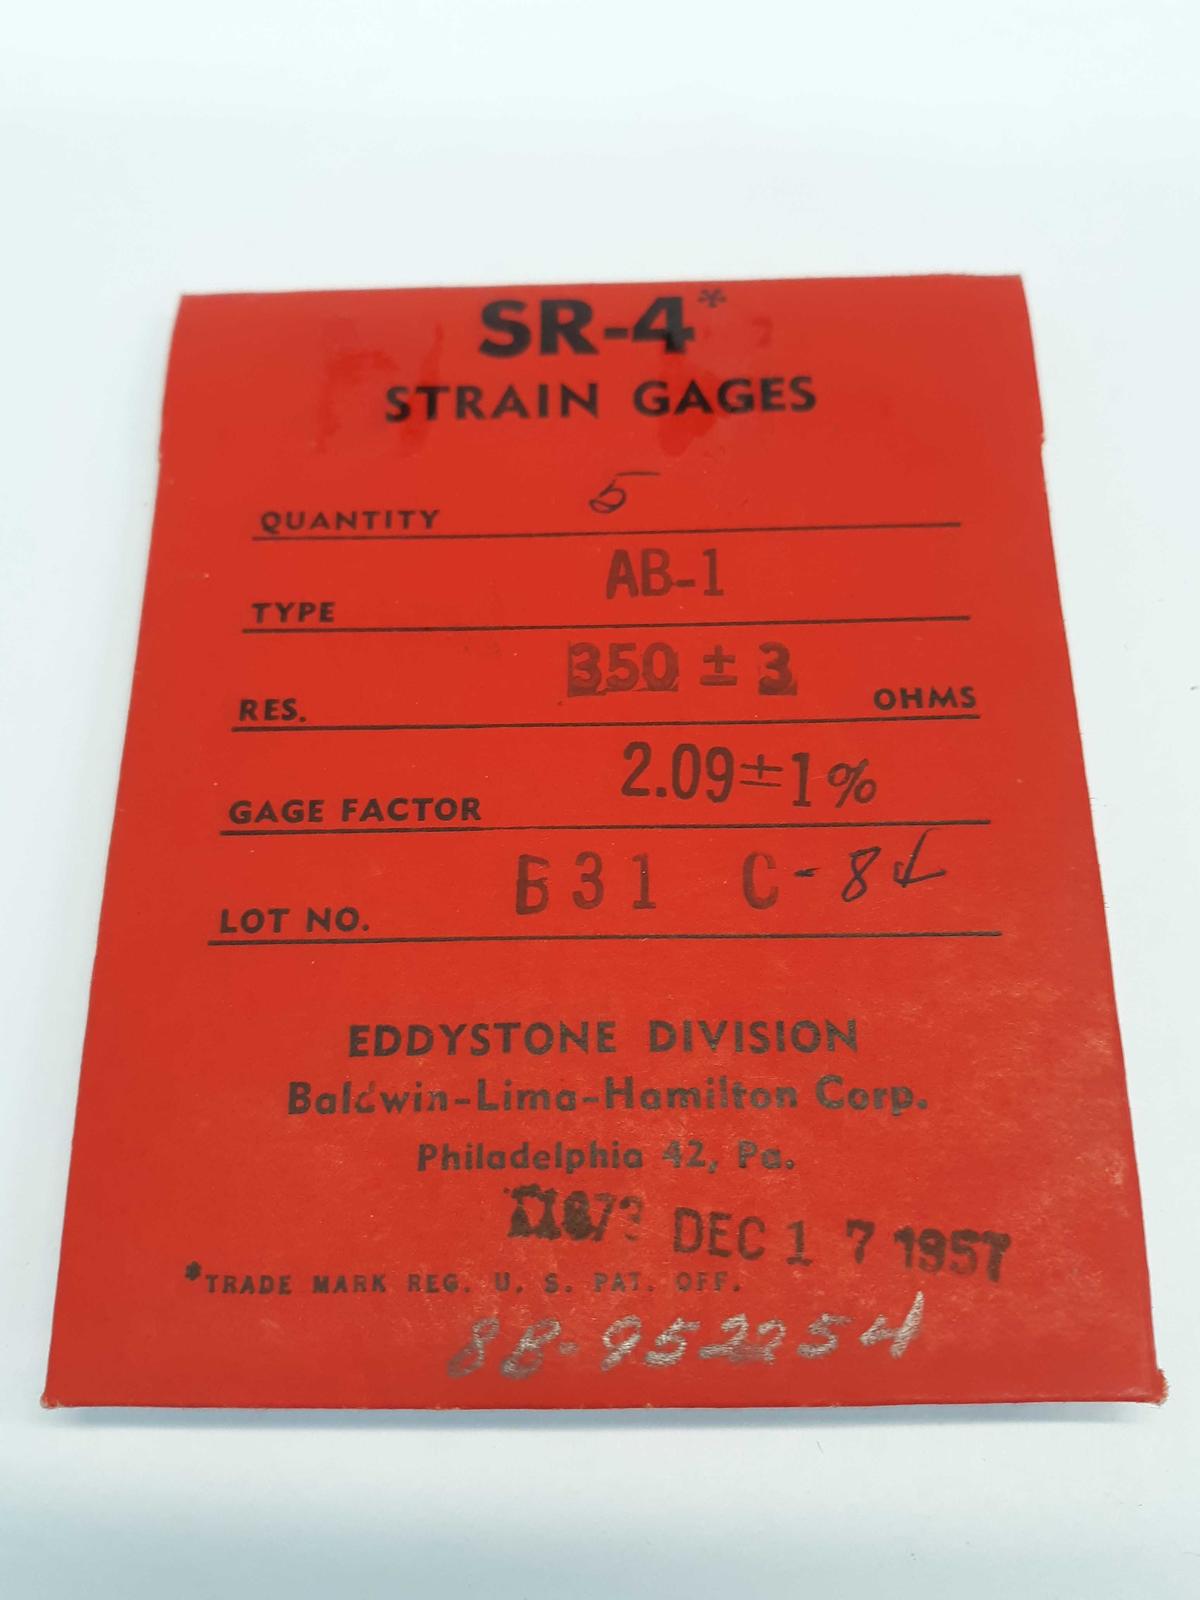 SR-4*
STRAIN GAGES
QUANTITY 5
TYPE AB-1
RES. 350 ± 3 OHMS
GAGE FACTOR 2.09±1%
LOT NO. B31 C-8
EDDYSTONE DIVISION
Baldwin-Lima-Hamilton Corp.
Philadelphia 42, Pa.
DEC 17 1957
*TRADE MARK REG. U. S. PAT. OFF.
88-952254